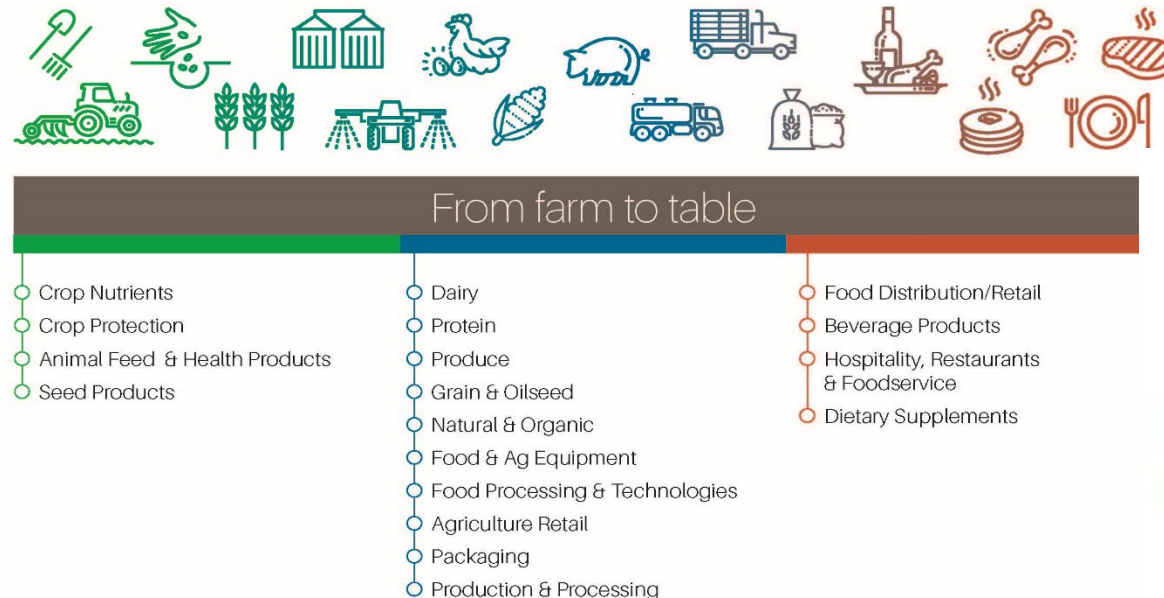 From farm to table
Crop Nutrients
Crop Protection
Animal Feed & Health Products
Seed Products
Dairy
Protein
Produce
Grain & Oilseed
Natural & Organic
Food & Ag Equipment
Food Processing & Technologies
Agriculture Retail
Packaging
Production & Processing
Food Distribution/Retail
Beverage Products
Hospitality, Restaurants
& Foodservice
Dietary Supplements